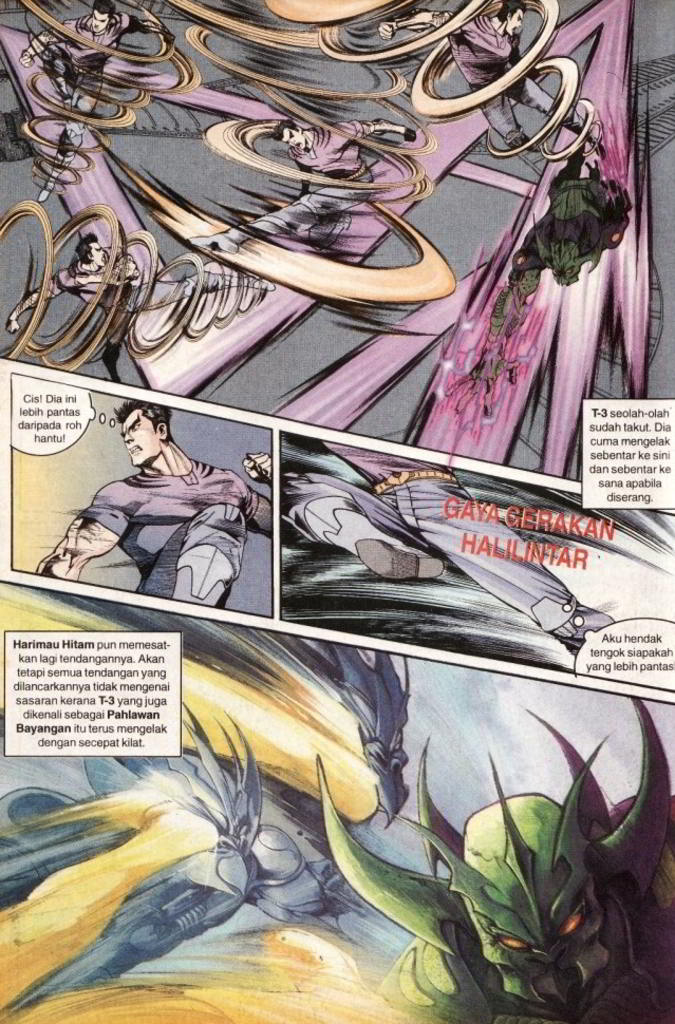 T-3 seolah-olah
sudah takut. Dia
cuma mengelak
sebentar ke sini
dan sebentar ke
sana apabila
diserang.
Cis! Dia ini
lebih pantas
daripada roh
hantu!
GAYA GERAKAN
HALILINTAR
Aku hendak
tengok siapakah
yang lebih pantas!
Harimau Hitam pun memesat-
kan lagi tendangannya. Akan
tetapi semua tendangan yang
dilancarkannya tidak mengenai
sasaran kerana T-3 yang juga
dikenali sebagai Pahlawan
Bayangan itu terus mengelak
dengan secepat kilat.